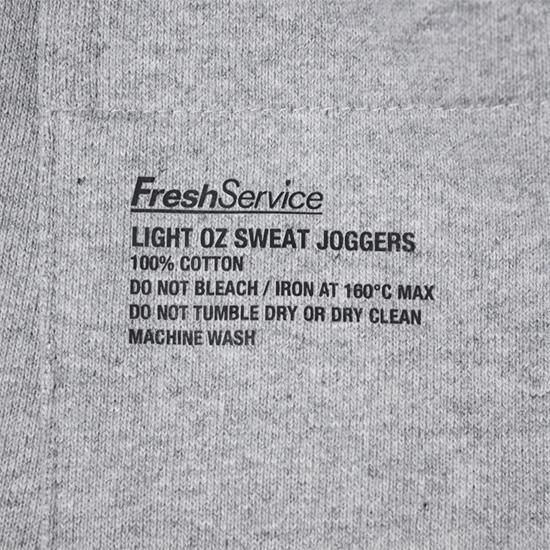 FreshService
LIGHT OZ SWEAT JOGGERS
100% COTTON
DO NOT BLEACH / IRON AT 160°C MAX
DO NOT TUMBLE DRY OR DRY CLEAN
MACHINE WASH